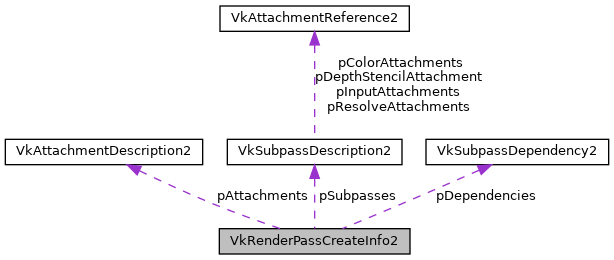 VkAttachmentReference2
pColorAttachments
pDepthStencilAttachment
pInputAttachments
pResolveAttachments
VkAttachmentDescription2
VkSubpassDescription2
VkSubpassDependency2
pAttachments
pSubpasses
pDependencies
VkRenderPassCreateInfo2